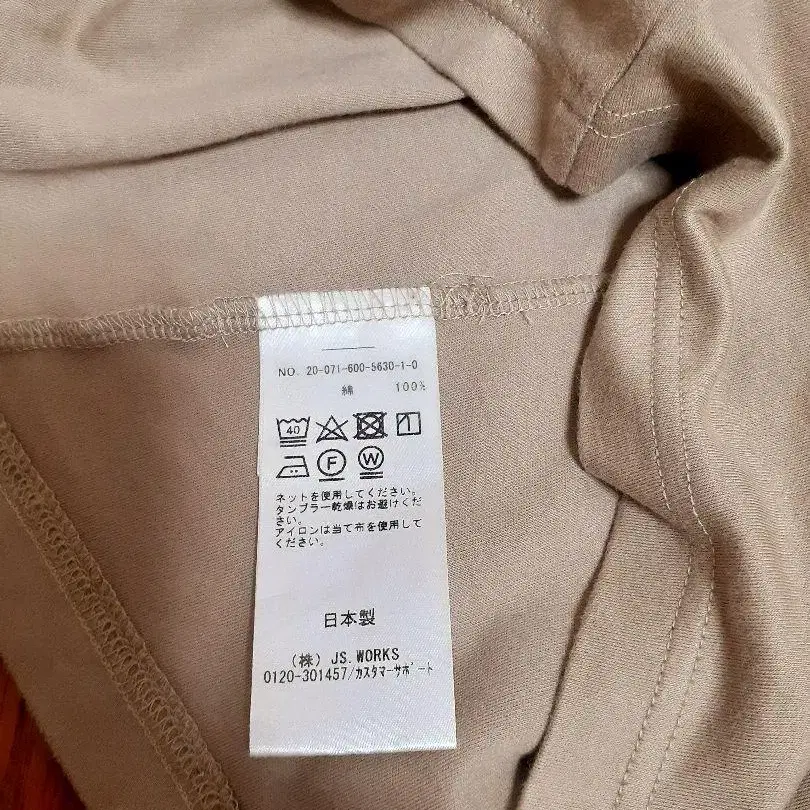 NO. 20-071-600-5630-1-0
綿 100%
40
F W
ネットを使用してください。
タンブラー乾燥はお避けくだ
さい。
アイロンは当て布を使用して
ください。
日本製
(株) JS.WORKS
0120-301457/カスタマーサポート